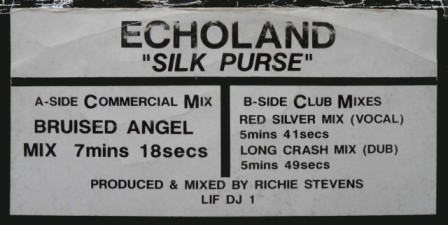 ECHOLAND
"SILK PURSE"
A-SIDE COMMERCIAL MIX
BRUISED ANGEL
MIX 7mins 18secs
B-SIDE CLUB MIXES
RED SILVER MIX (VOCAL)
5mins 41secs
LONG CRASH MIX (DUB)
5mins 49secs
PRODUCED & MIXED BY RICHIE STEVENS
LIF DJ 1